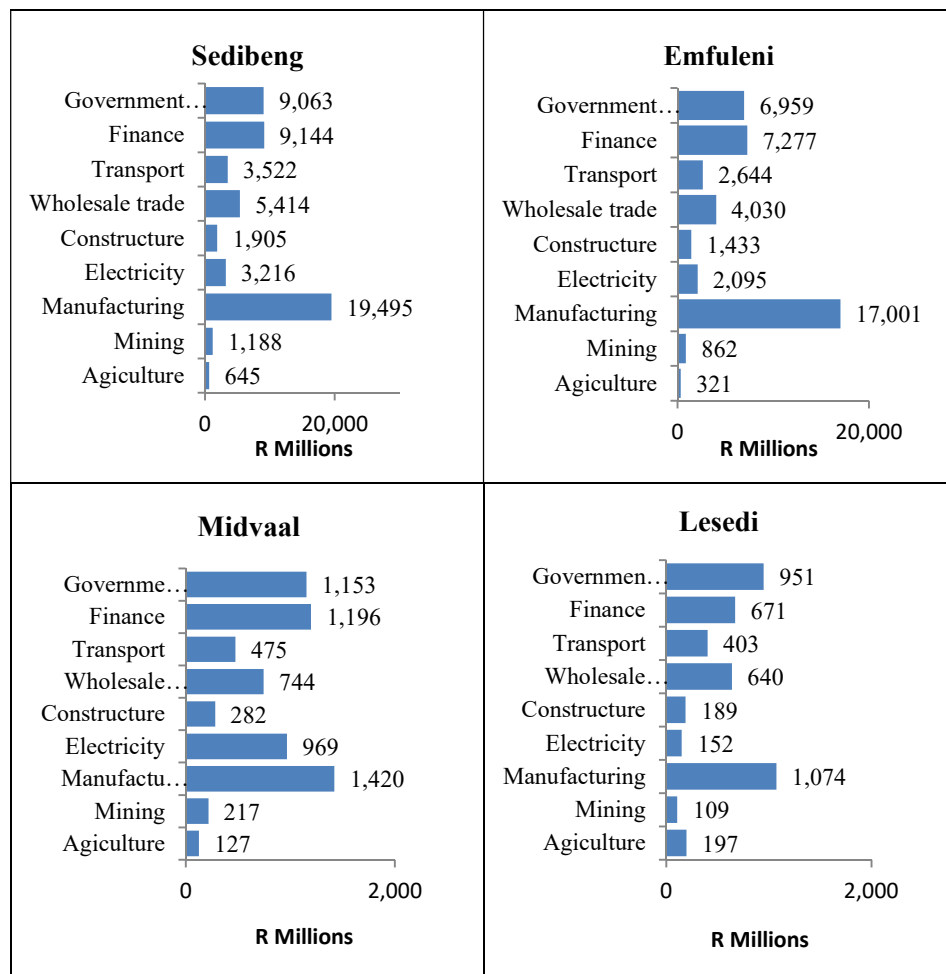 Sedibeng
Government… 9,063
Finance 9,144
Transport 3,522
Wholesale trade 5,414
Constructure 1,905
Electricity 3,216
Manufacturing 19,495
Mining 1,188
Agiculture 645
0 20,000
R Millions
Emfuleni
Government… 6,959
Finance 7,277
Transport 2,644
Wholesale trade 4,030
Constructure 1,433
Electricity 2,095
Manufacturing 17,001
Mining 862
Agiculture 321
0 20,000
R Millions
Midvaal
Governme… 1,153
Finance 1,196
Transport 475
Wholesale… 744
Constructure 282
Electricity 969
Manufactu… 1,420
Mining 217
Agiculture 127
0 2,000
R Millions
Lesedi
Governmen… 951
Finance 671
Transport 403
Wholesale… 640
Constructure 189
Electricity 152
Manufacturing 1,074
Mining 109
Agiculture 197
0 2,000
R Millions